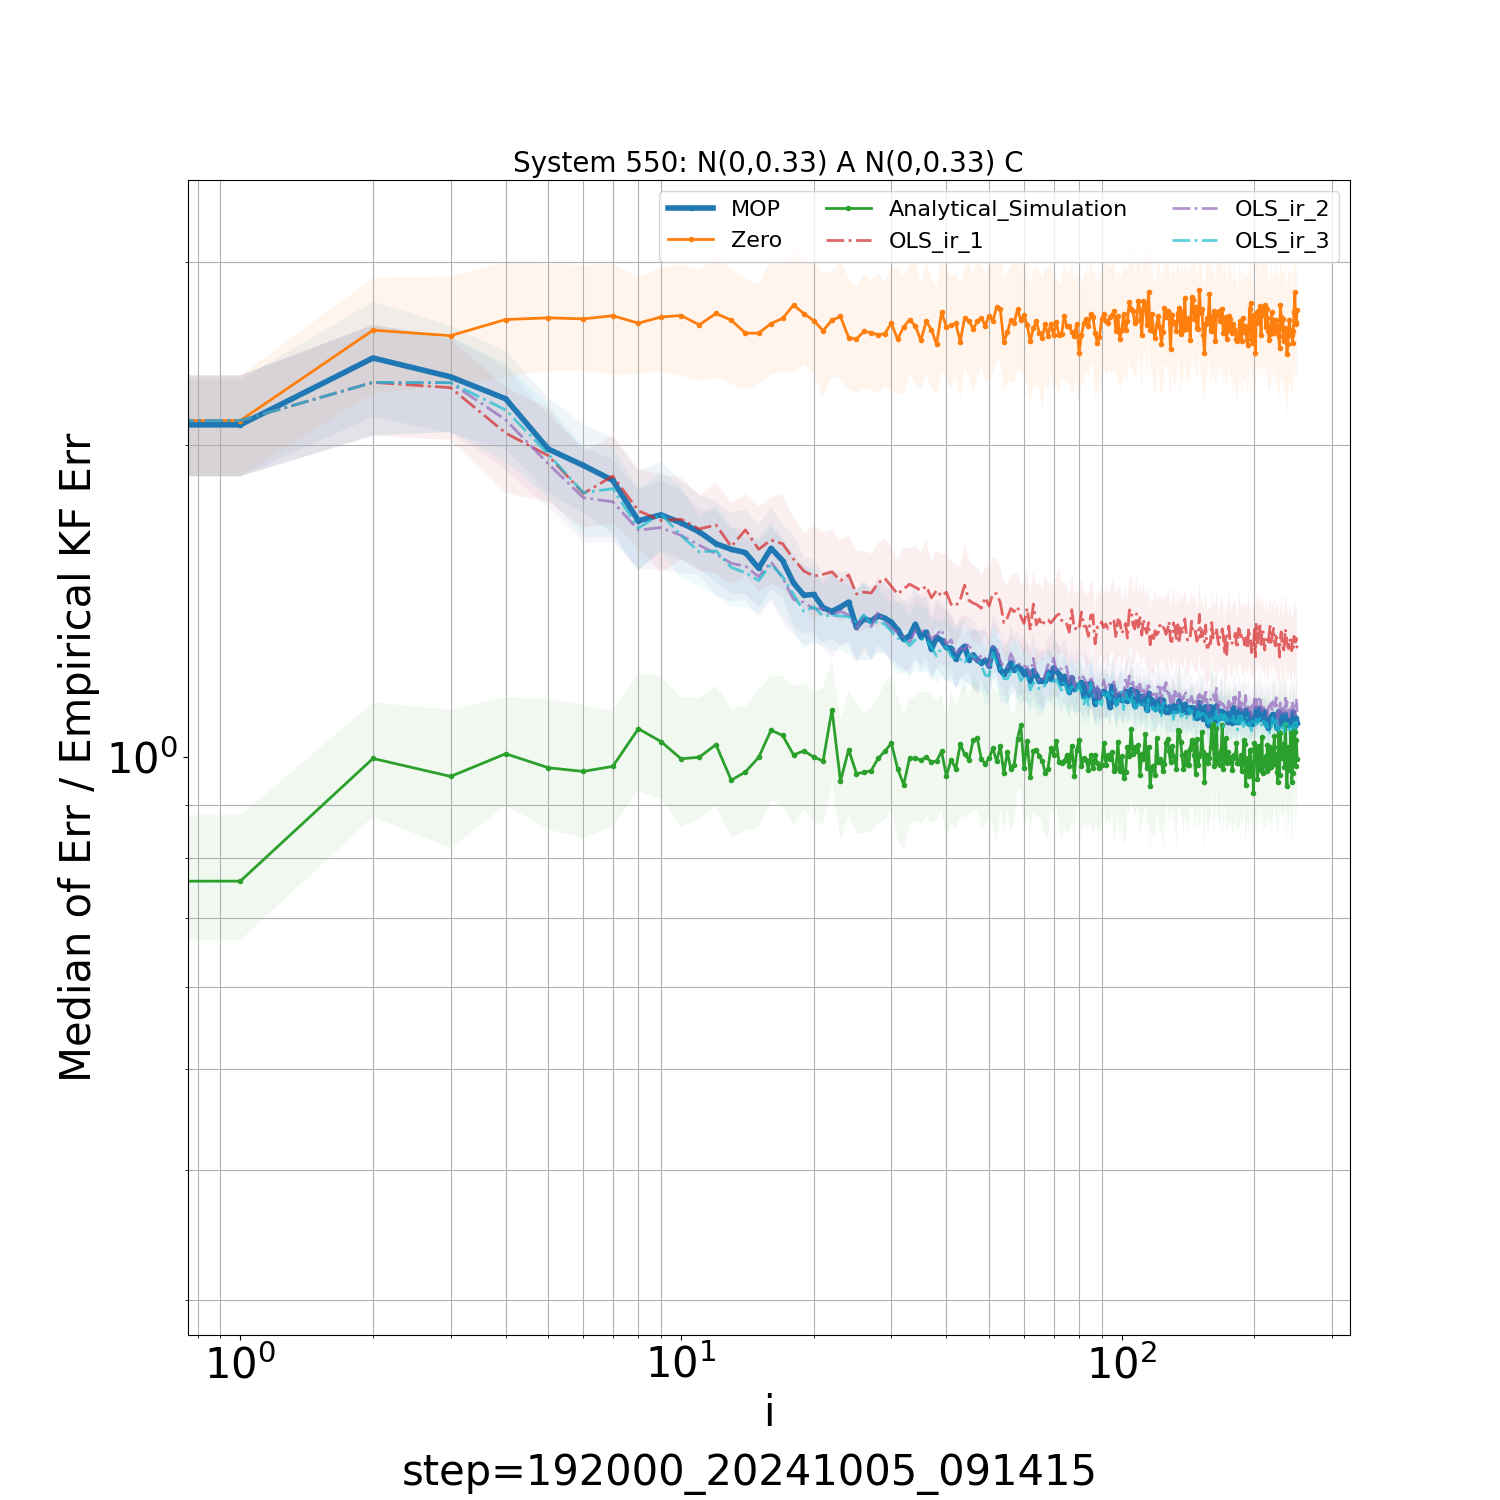 System 550: N(0,0.33) A N(0,0.33) C
MOP
Zero
Analytical_Simulation
OLS_ir_1
OLS_ir_2
OLS_ir_3
Median of Err / Empirical KF Err
10⁰
10⁰ 10¹ 10²
i
step=192000_20241005_091415